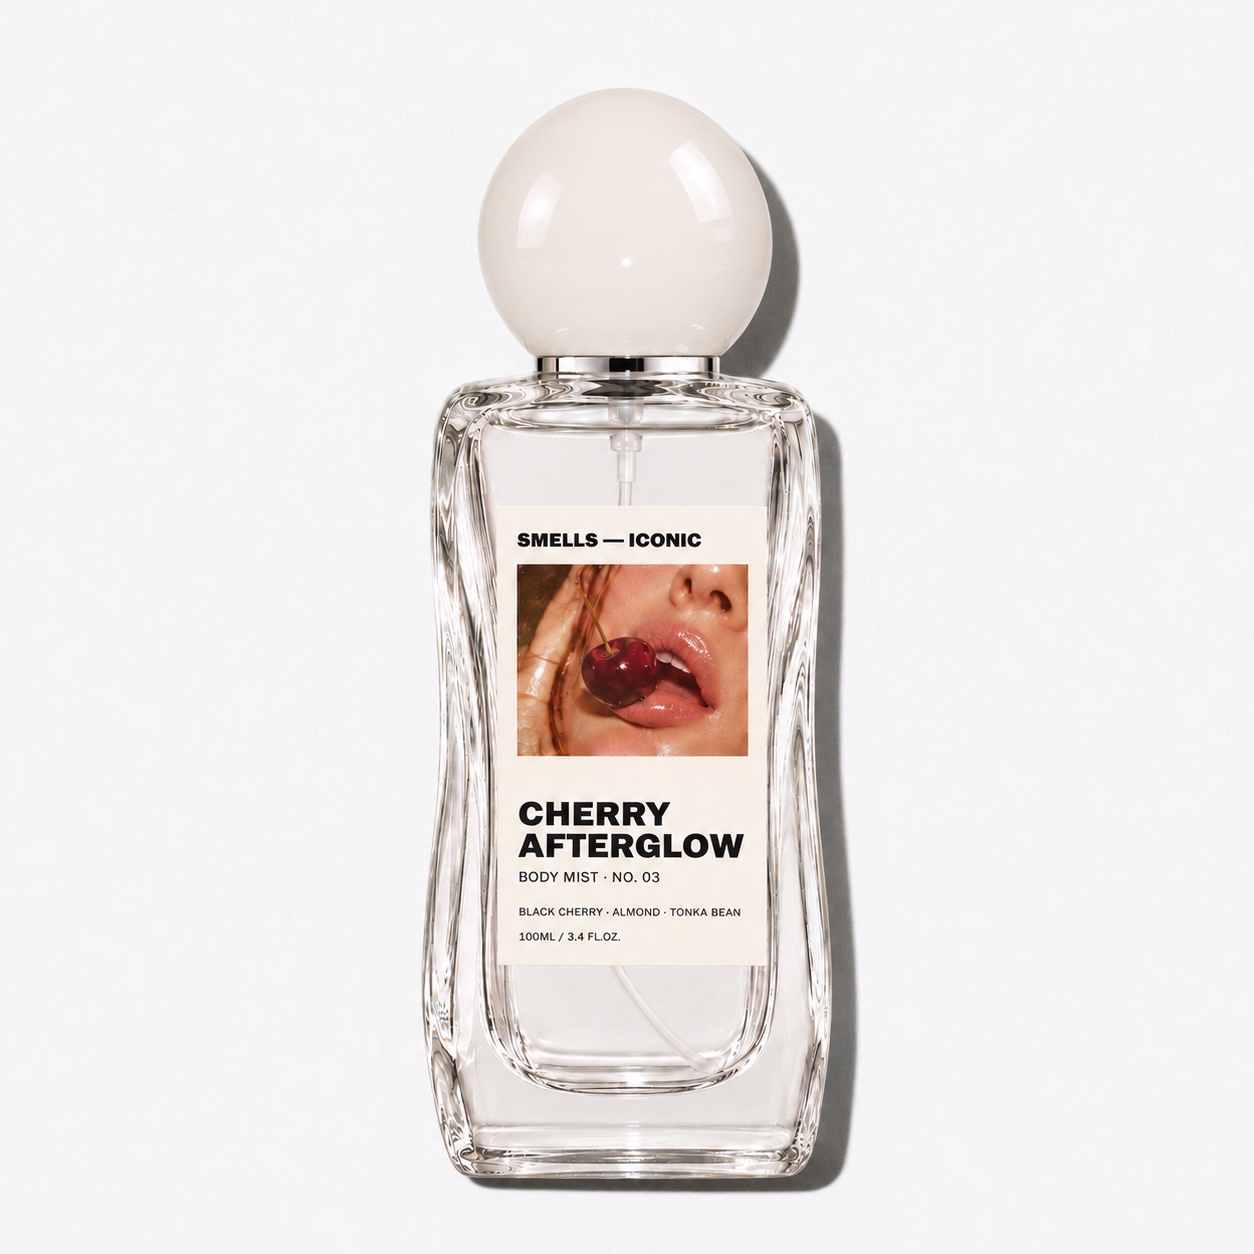 SMELLS — ICONIC
CHERRY
AFTERGLOW
BODY MIST · NO. 03
BLACK CHERRY · ALMOND · TONKA BEAN
100ML / 3.4 FL.OZ.